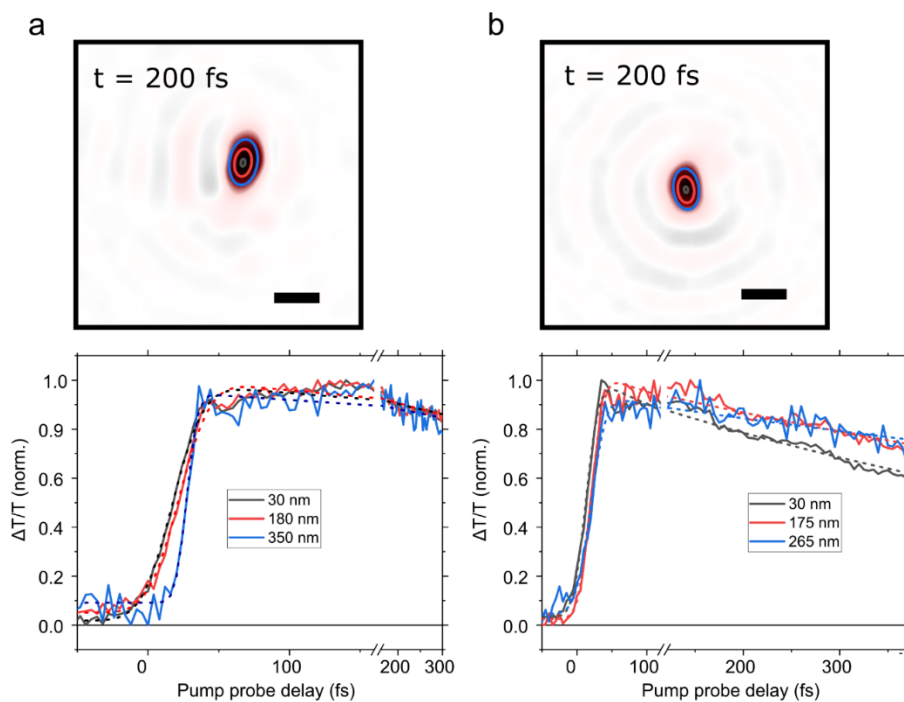 a
t = 200 fs
1.0
0.8
0.6
0.4
0.2
0.0
ΔT/T (norm.)
30 nm
180 nm
350 nm
0
100
200
300
Pump probe delay (fs)
b
t = 200 fs
1.0
0.8
0.6
0.4
0.2
0.0
ΔT/T (norm.)
30 nm
175 nm
265 nm
0
100
200
300
Pump probe delay (fs)